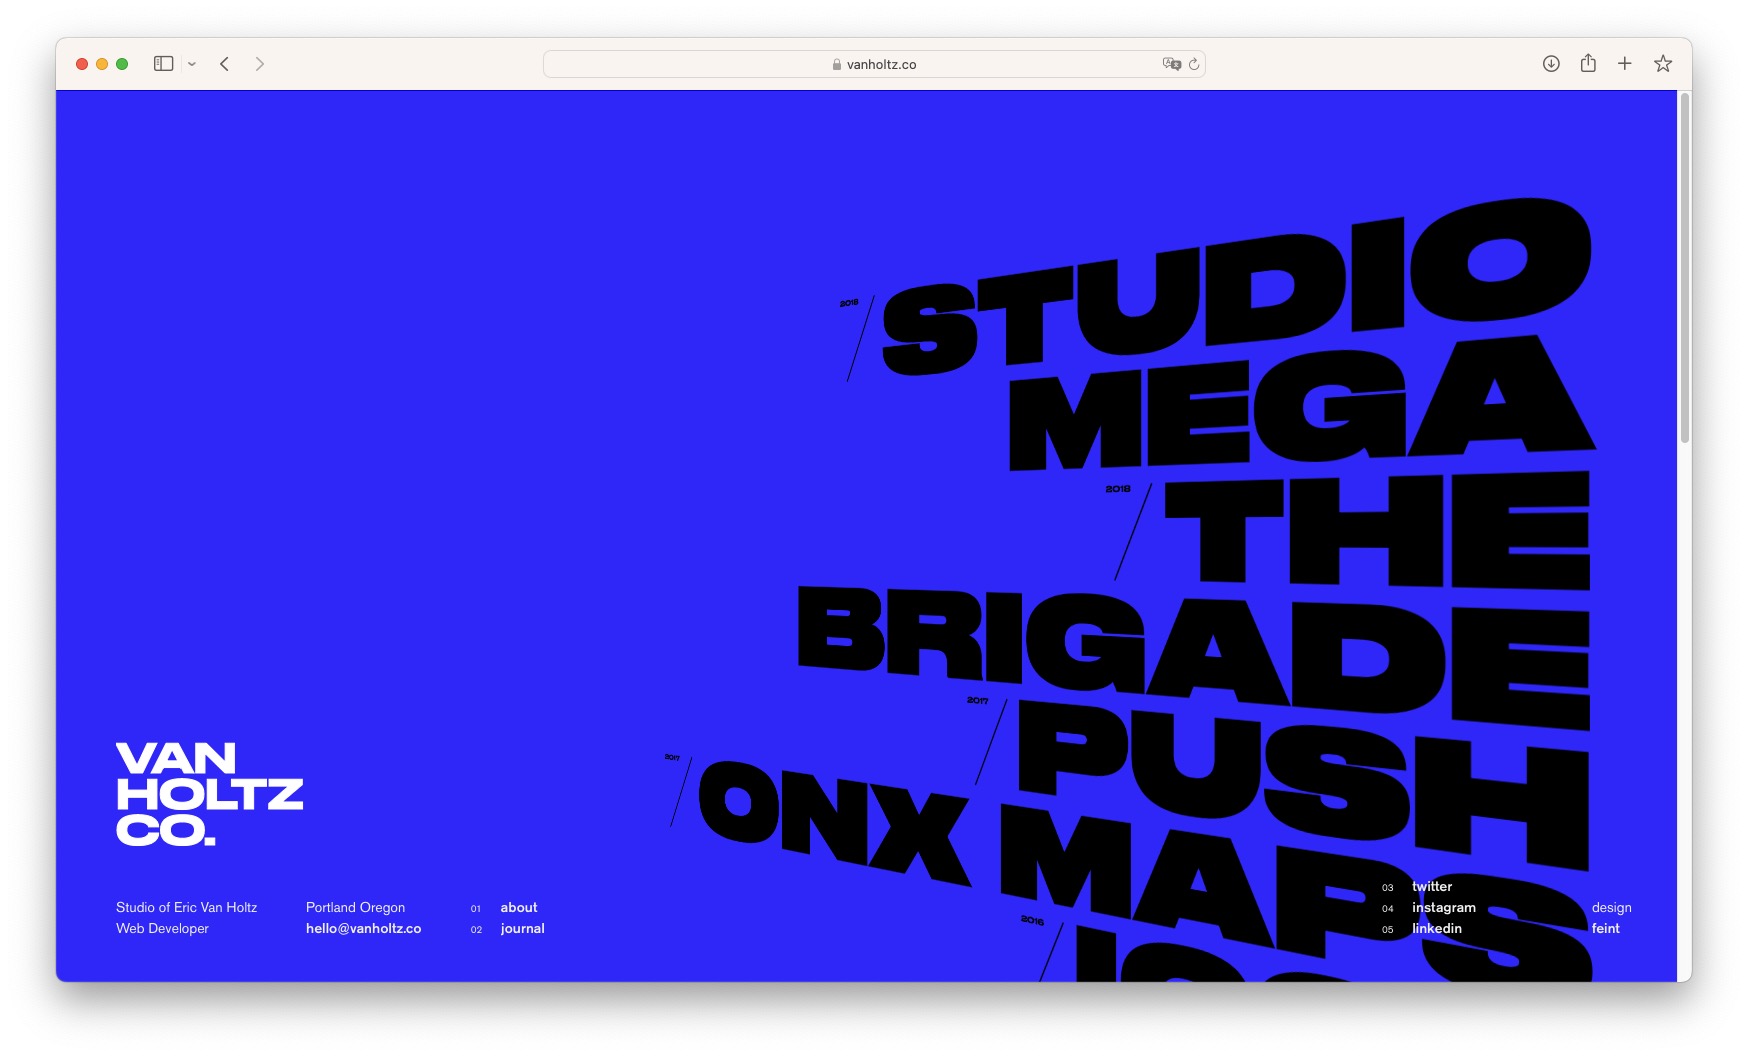 vanholtz.co
2018
STUDIO
MEGA
2018
THE
BRIGADE
2017
PUSH
2017
ONX MAPS
2016
VAN
HOLTZ
CO.
Studio of Eric Van Holtz
Web Developer
Portland Oregon
hello@vanholtz.co
01 about
02 journal
03 twitter
04 instagram
05 linkedin
design
feint